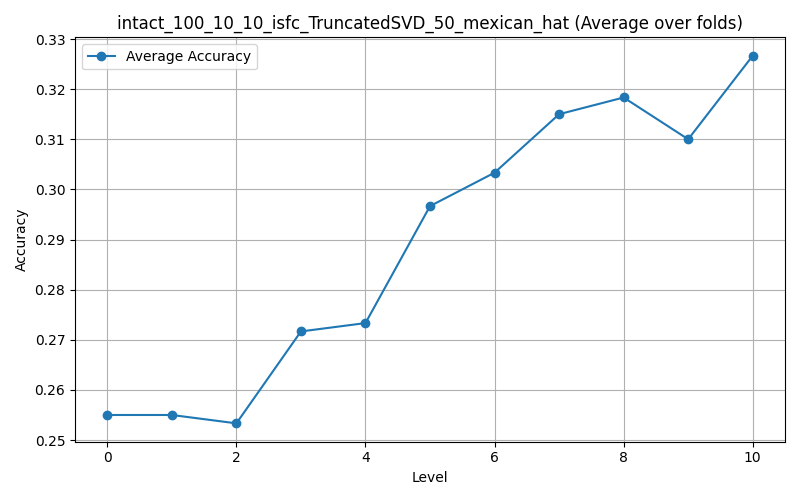 intact_100_10_10_isfc_TruncatedSVD_50_mexican_hat (Average over folds)
Average Accuracy
0.33
0.32
0.31
0.30
0.29
0.28
0.27
0.26
0.25
Accuracy
0 2 4 6 8 10
Level